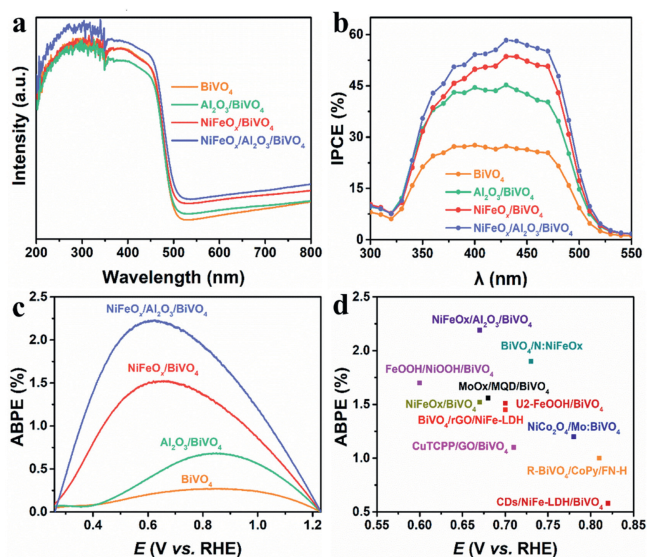 a
Intensity (a.u.)
BiVO₄
Al₂O₃/BiVO₄
NiFeOₓ/BiVO₄
NiFeOₓ/Al₂O₃/BiVO₄
200 300 400 500 600 700 800
Wavelength (nm)
b
IPCE (%)
60
45
30
15
0
BiVO₄
Al₂O₃/BiVO₄
NiFeOₓ/BiVO₄
NiFeOₓ/Al₂O₃/BiVO₄
300 350 400 450 500 550
λ (nm)
c
ABPE (%)
2.5
2.0
1.5
1.0
0.5
0.0
NiFeOₓ/Al₂O₃/BiVO₄
NiFeOₓ/BiVO₄
Al₂O₃/BiVO₄
BiVO₄
0.4 0.6 0.8 1.0 1.2
E (V vs. RHE)
d
ABPE (%)
2.5
2.0
1.5
1.0
0.5
NiFeOx/Al₂O₃/BiVO₄
BiVO₄/N:NiFeOx
FeOOH/NiOOH/BiVO₄
MoOx/MQD/BiVO₄
NiFeOx/BiVO₄
U2-FeOOH/BiVO₄
BiVO₄/rGO/NiFe-LDH
NiCo₂O₄/Mo:BiVO₄
CuTCPP/GO/BiVO₄
R-BiVO₄/CoPy/FN-H
CDs/NiFe-LDH/BiVO₄
0.55 0.60 0.65 0.70 0.75 0.80 0.85
E (V vs. RHE)